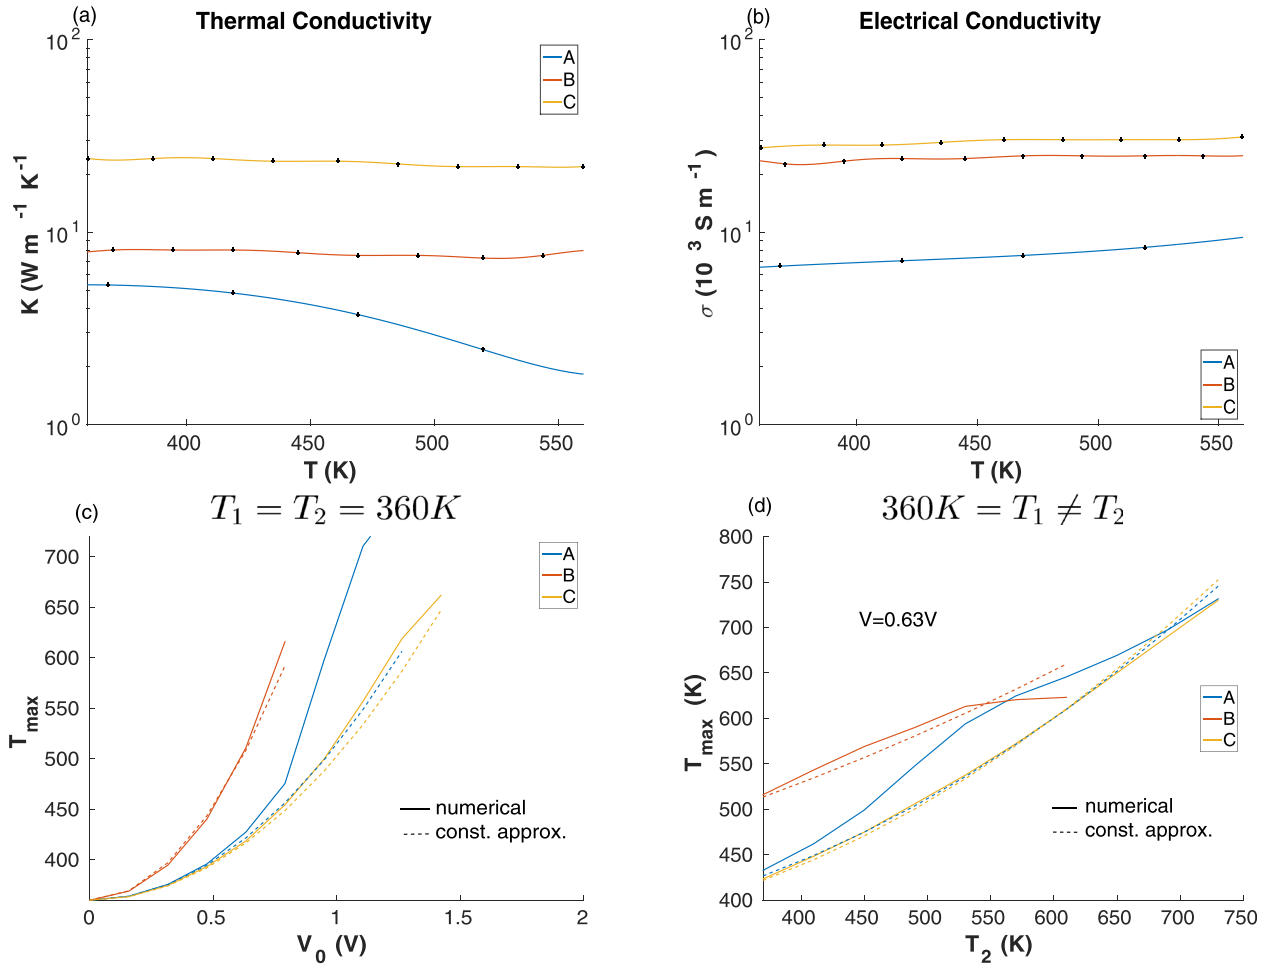 (a)
Thermal Conductivity
10^2
10^1
10^0
K (W m^-1 K^-1)
400 450 500 550
T (K)
A
B
C
(b)
Electrical Conductivity
10^2
10^1
10^0
σ (10^3 S m^-1)
400 450 500 550
T (K)
A
B
C
(c)
T_1 = T_2 = 360K
700
650
600
550
500
450
400
T_max
0 0.5 1 1.5 2
V_0 (V)
A
B
C
numerical
const. approx.
(d)
360K = T_1 ≠ T_2
800
750
700
650
600
550
500
450
400
T_max (K)
400 450 500 550 600 650 700 750
T_2 (K)
V=0.63V
A
B
C
numerical
const. approx.